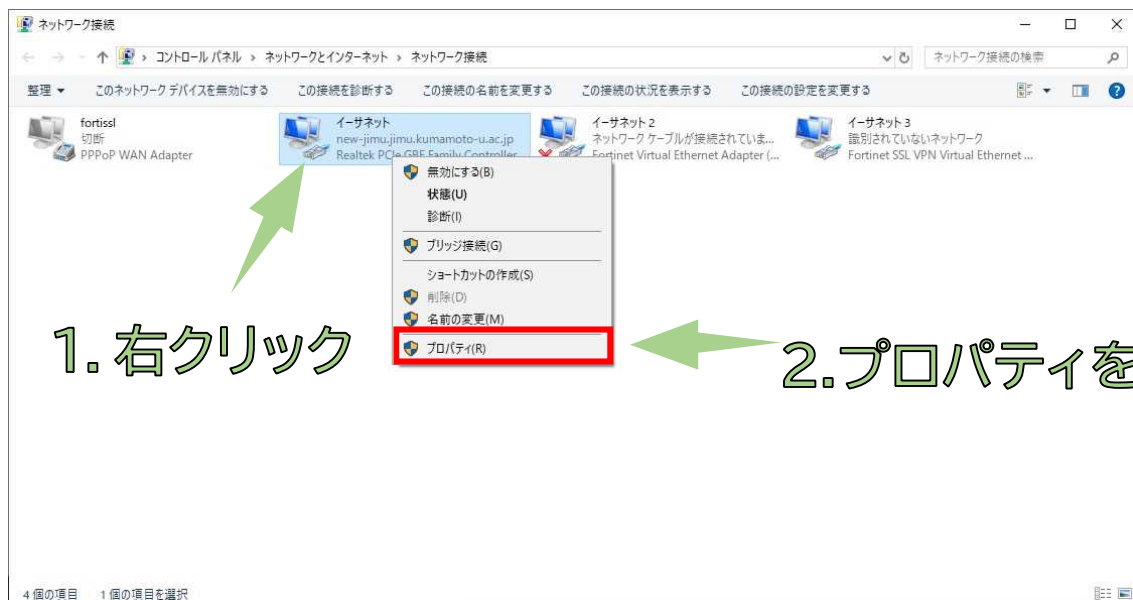 ネットワーク接続
コントロール パネル › ネットワークとインターネット › ネットワーク接続
ネットワーク接続の検索
整理 このネットワーク デバイスを無効にする この接続を診断する この接続の名前を変更する この接続の状況を表示する この接続の設定を変更する
fortissl
切断
PPPoP WAN Adapter
イーサネット
new-jimu.jimu.kumamoto-u.ac.jp
Realtek PCIe GBE Family Controller
イーサネット 2
ネットワーク ケーブルが接続されていま...
Fortinet Virtual Ethernet Adapter (...
イーサネット 3
識別されていないネットワーク
Fortinet SSL VPN Virtual Ethernet ...
無効にする(B)
状態(U)
診断(I)
ブリッジ接続(G)
ショートカットの作成(S)
削除(D)
名前の変更(M)
プロパティ(R)
1. 右クリック
2.プロパティを
4 個の項目 1 個の項目を選択